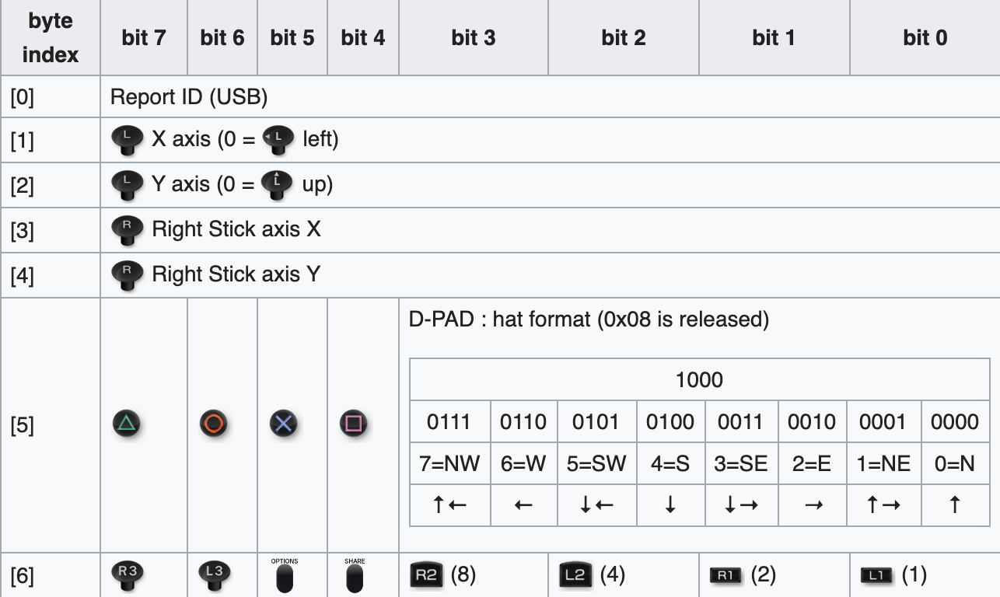 byte index bit 7 bit 6 bit 5 bit 4 bit 3 bit 2 bit 1 bit 0
[0] Report ID (USB)
[1] L X axis (0 = L left)
[2] L Y axis (0 = L up)
[3] R Right Stick axis X
[4] R Right Stick axis Y
D-PAD : hat format (0x08 is released)
1000
0111 0110 0101 0100 0011 0010 0001 0000
[5]
7=NW 6=W 5=SW 4=S 3=SE 2=E 1=NE 0=N
↑← ← ↓← ↓ ↓→ → ↑→ ↑
[6] R3 L3 OPTIONS SHARE R2 (8) L2 (4) R1 (2) L1 (1)